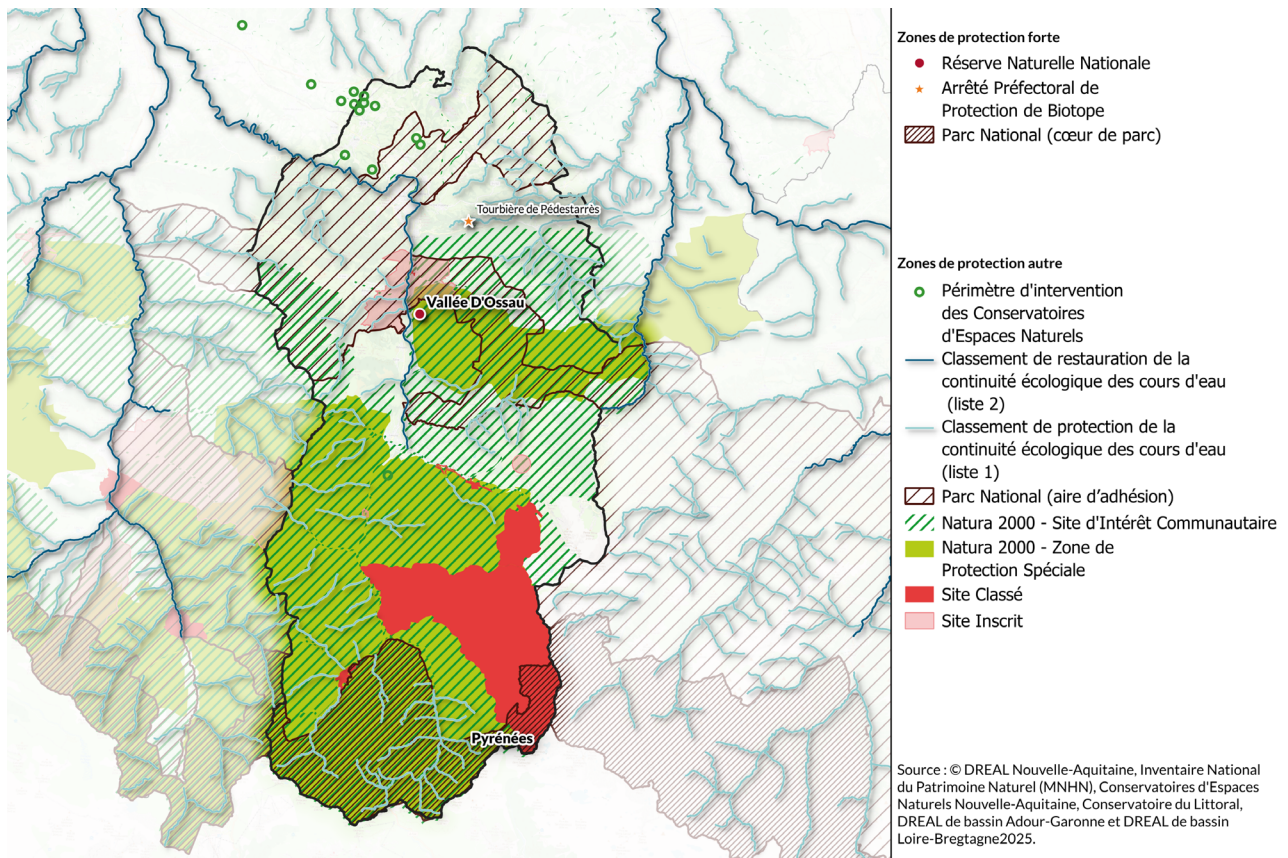 Tourbière de Pédestarrès
Vallée D'Ossau
Pyrénées
Zones de protection forte
Réserve Naturelle Nationale
Arrêté Préfectoral de
Protection de Biotope
Parc National (cœur de parc)
Zones de protection autre
Périmètre d'intervention
des Conservatoires
d'Espaces Naturels
Classement de restauration de la
continuité écologique des cours d'eau
(liste 2)
Classement de protection de la
continuité écologique des cours d'eau
(liste 1)
Parc National (aire d’adhésion)
Natura 2000 - Site d'Intérêt Communautaire
Natura 2000 - Zone de
Protection Spéciale
Site Classé
Site Inscrit
Source : © DREAL Nouvelle-Aquitaine, Inventaire National
du Patrimoine Naturel (MNHN), Conservatoires d'Espaces
Naturels Nouvelle-Aquitaine, Conservatoire du Littoral,
DREAL de bassin Adour-Garonne et DREAL de bassin
Loire-Bregtagne2025.